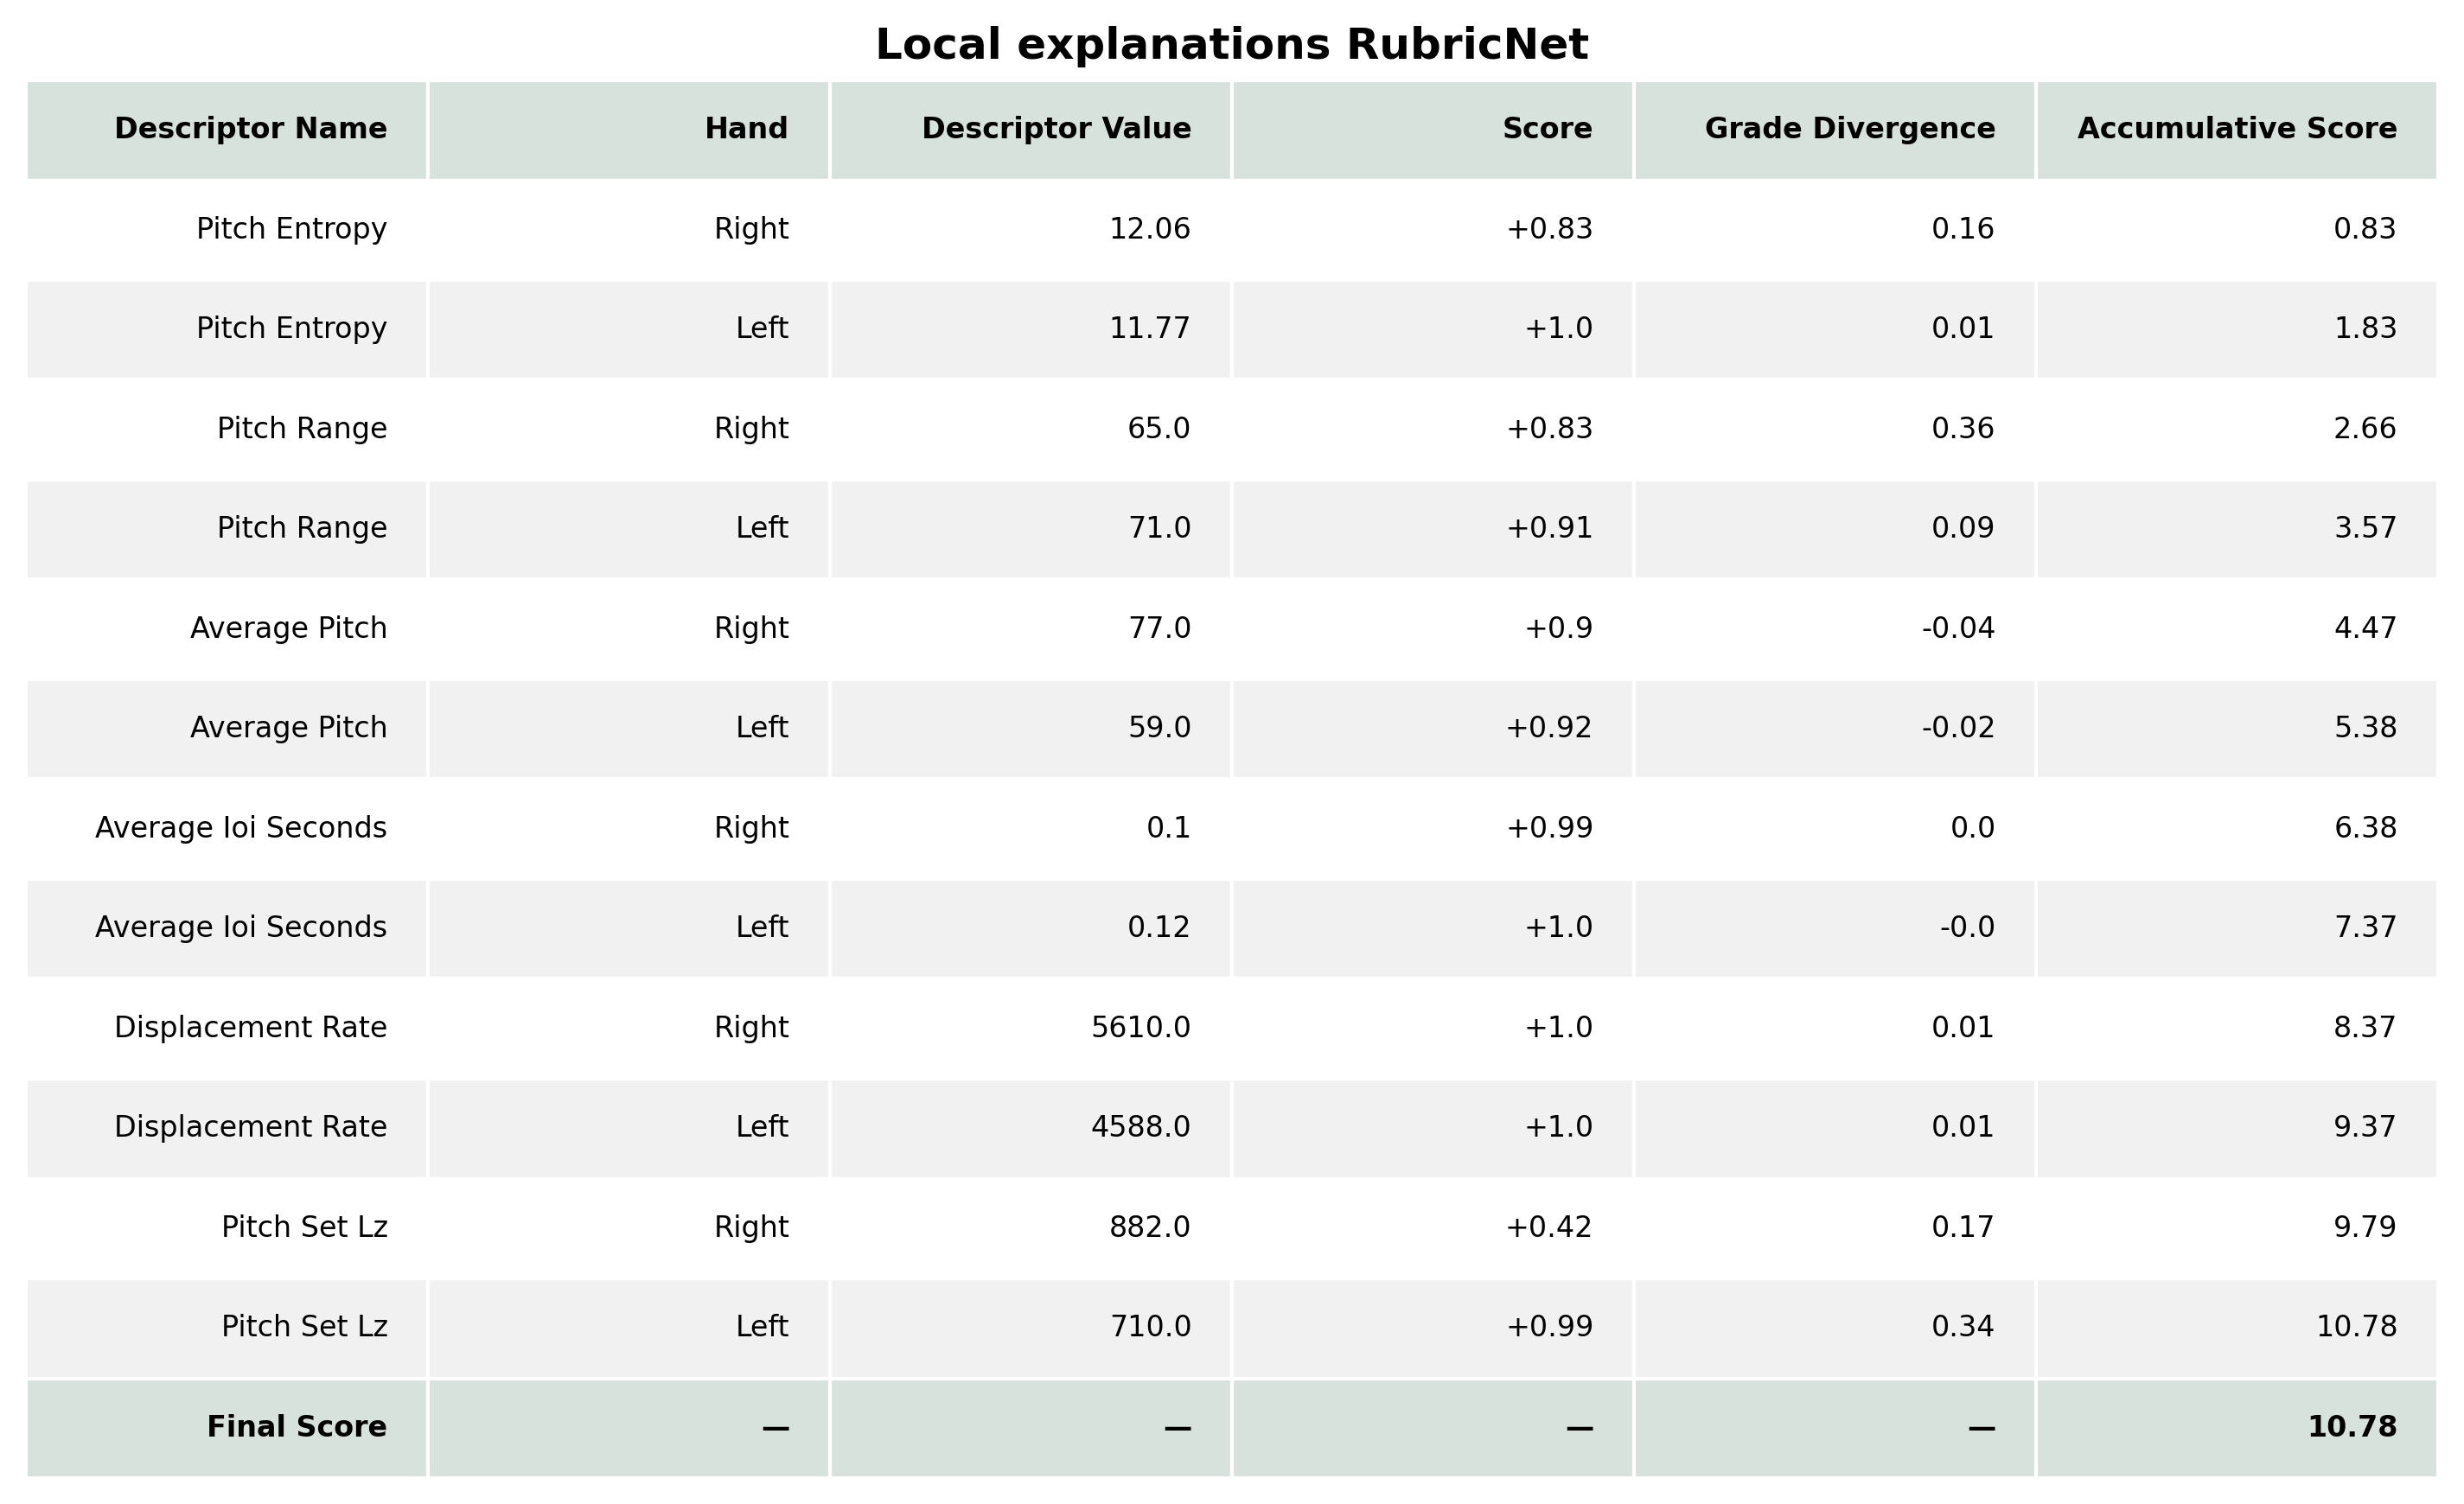 Local explanations RubricNet
Descriptor Name Hand Descriptor Value Score Grade Divergence Accumulative Score
Pitch Entropy Right 12.06 +0.83 0.16 0.83
Pitch Entropy Left 11.77 +1.0 0.01 1.83
Pitch Range Right 65.0 +0.83 0.36 2.66
Pitch Range Left 71.0 +0.91 0.09 3.57
Average Pitch Right 77.0 +0.9 -0.04 4.47
Average Pitch Left 59.0 +0.92 -0.02 5.38
Average Ioi Seconds Right 0.1 +0.99 0.0 6.38
Average Ioi Seconds Left 0.12 +1.0 -0.0 7.37
Displacement Rate Right 5610.0 +1.0 0.01 8.37
Displacement Rate Left 4588.0 +1.0 0.01 9.37
Pitch Set Lz Right 882.0 +0.42 0.17 9.79
Pitch Set Lz Left 710.0 +0.99 0.34 10.78
Final Score — — — — 10.78